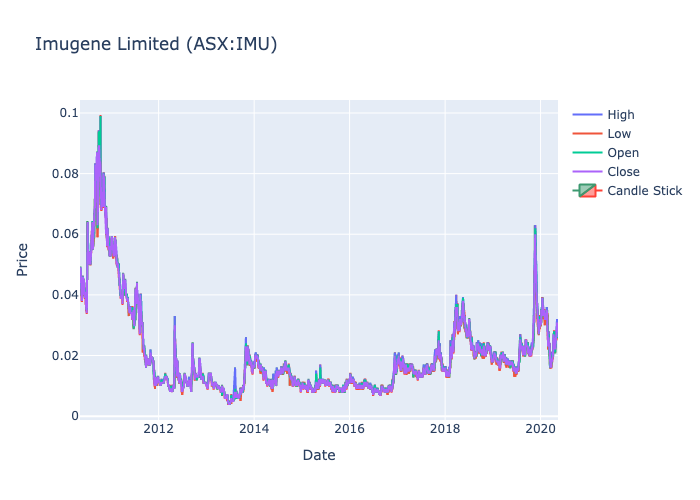 Imugene Limited (ASX:IMU)
0.1
0.08
0.06
0.04
0.02
0
Price
2012
2014
2016
2018
2020
Date
High
Low
Open
Close
Candle Stick